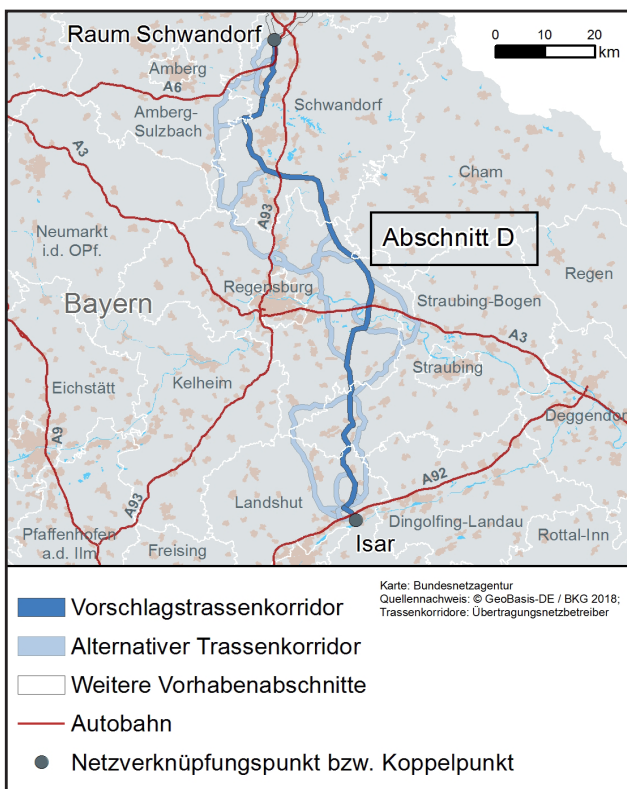 Raum Schwandorf
0 10 20
km
Amberg
A6
Amberg-
Sulzbach
Schwandorf
A3
Cham
Neumarkt
i.d. OPf.
A93
Abschnitt D
Regen
Regensburg
Bayern
Straubing-Bogen
A3
Straubing
Eichstätt
Kelheim
Deggendorf
A9
A92
A93
Landshut
Dingolfing-Landau
Rottal-Inn
Pfaffenhofen
a.d. Ilm
Freising
Isar
Karte: Bundesnetzagentur
Quellennachweis: © GeoBasis-DE / BKG 2018;
Trassenkorridore: Übertragungsnetzbetreiber
Vorschlagstrassenkorridor
Alternativer Trassenkorridor
Weitere Vorhabenabschnitte
Autobahn
Netzverknüpfungspunkt bzw. Koppelpunkt